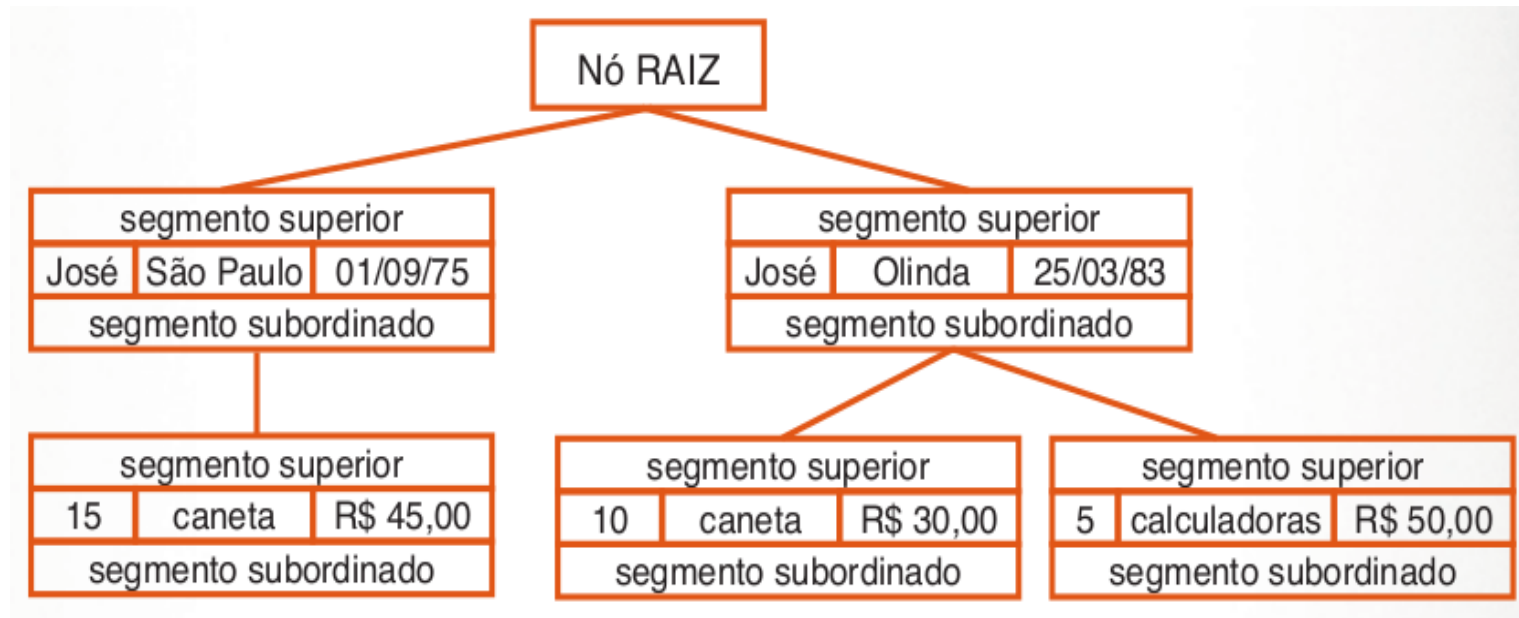 Nó RAIZ
segmento superior
José São Paulo 01/09/75
segmento subordinado
segmento superior
José Olinda 25/03/83
segmento subordinado
segmento superior
15 caneta R$ 45,00
segmento subordinado
segmento superior
10 caneta R$ 30,00
segmento subordinado
segmento superior
5 calculadoras R$ 50,00
segmento subordinado